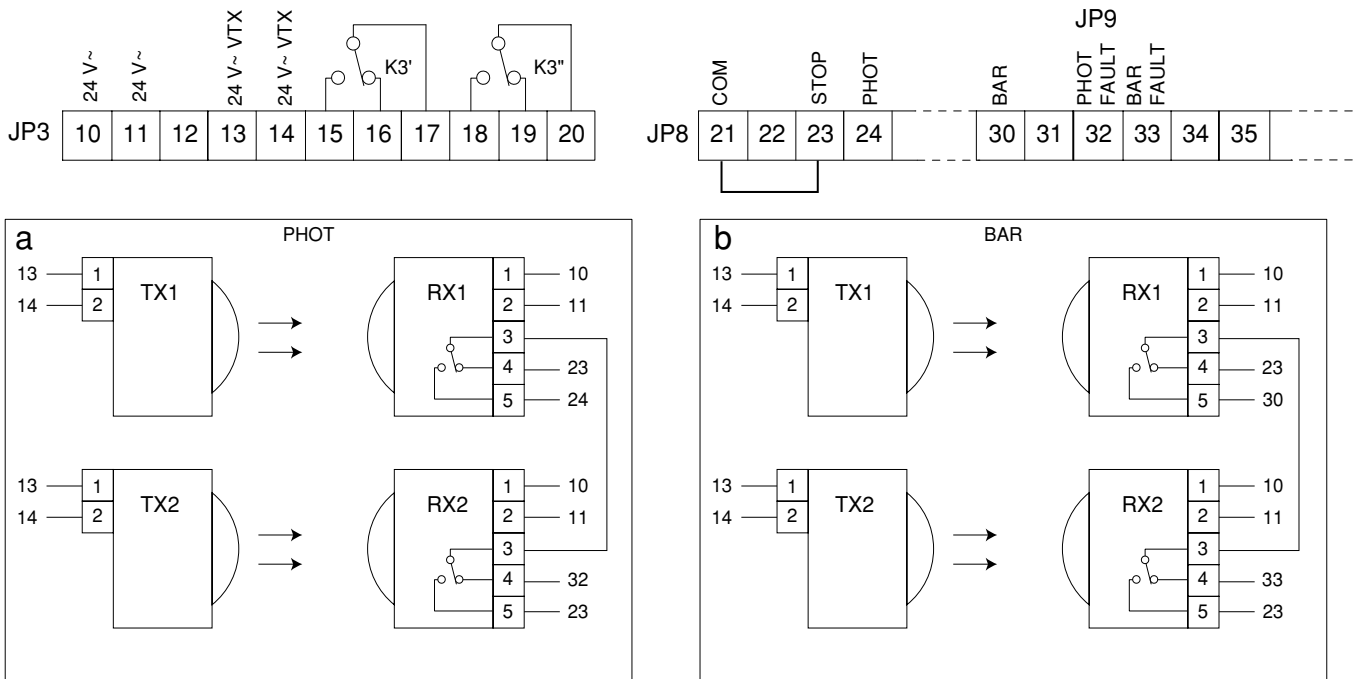 JP9
24 V~ 24 V~ 24 V~ VTX 24 V~ VTX K3' K3"
COM STOP PHOT BAR PHOT FAULT BAR FAULT
JP3 10 11 12 13 14 15 16 17 18 19 20
JP8 21 22 23 24 30 31 32 33 34 35
a PHOT
13 1 TX1 RX1 1 10
14 2 2 11
3
4 23
5 24
13 1 TX2 RX2 1 10
14 2 2 11
3
4 32
5 23
b BAR
13 1 TX1 RX1 1 10
14 2 2 11
3
4 23
5 30
13 1 TX2 RX2 1 10
14 2 2 11
3
4 33
5 23